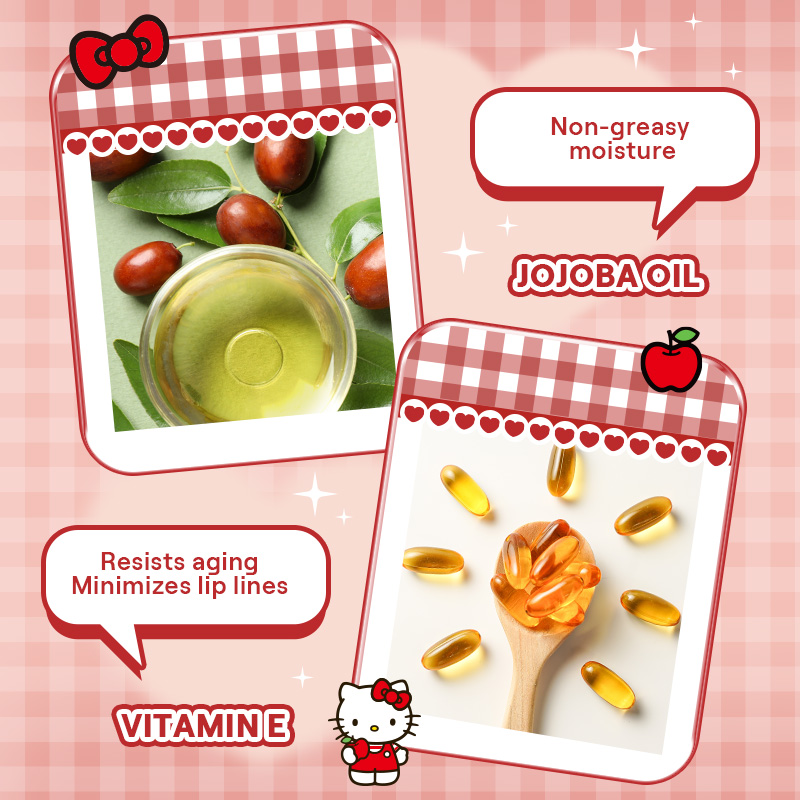 Non-greasy
moisture
JOJOBA OIL
Resists aging
Minimizes lip lines
VITAMIN E